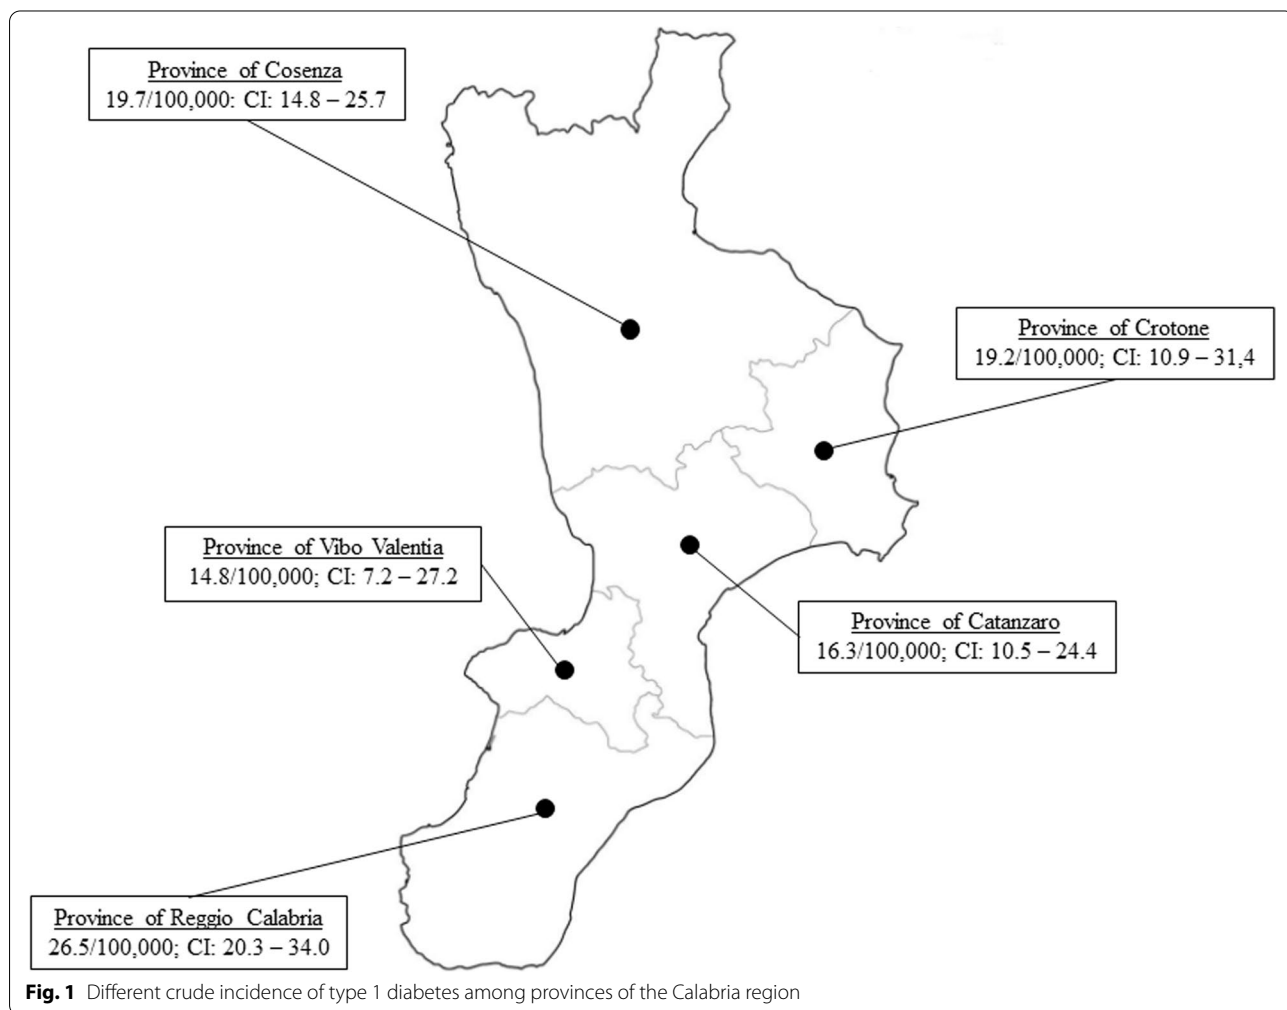 Province of Cosenza
19.7/100,000: CI: 14.8 – 25.7
Province of Crotone
19.2/100,000; CI: 10.9 – 31,4
Province of Vibo Valentia
14.8/100,000; CI: 7.2 – 27.2
Province of Catanzaro
16.3/100,000; CI: 10.5 – 24.4
Province of Reggio Calabria
26.5/100,000; CI: 20.3 – 34.0
Fig. 1 Different crude incidence of type 1 diabetes among provinces of the Calabria region